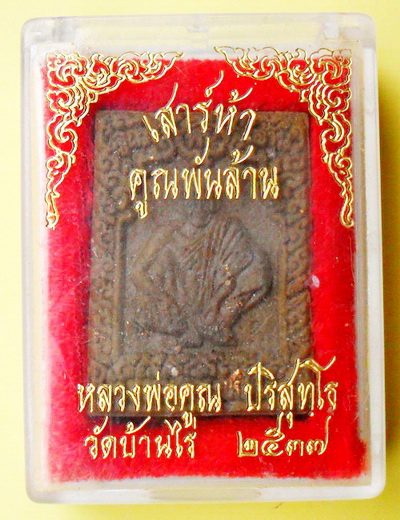 เสาร์ห้า
คูณพันล้าน
หลวงพ่อคูณ ปริสุทฺโธ
วัดบ้านไร่ ๒๕๓๗